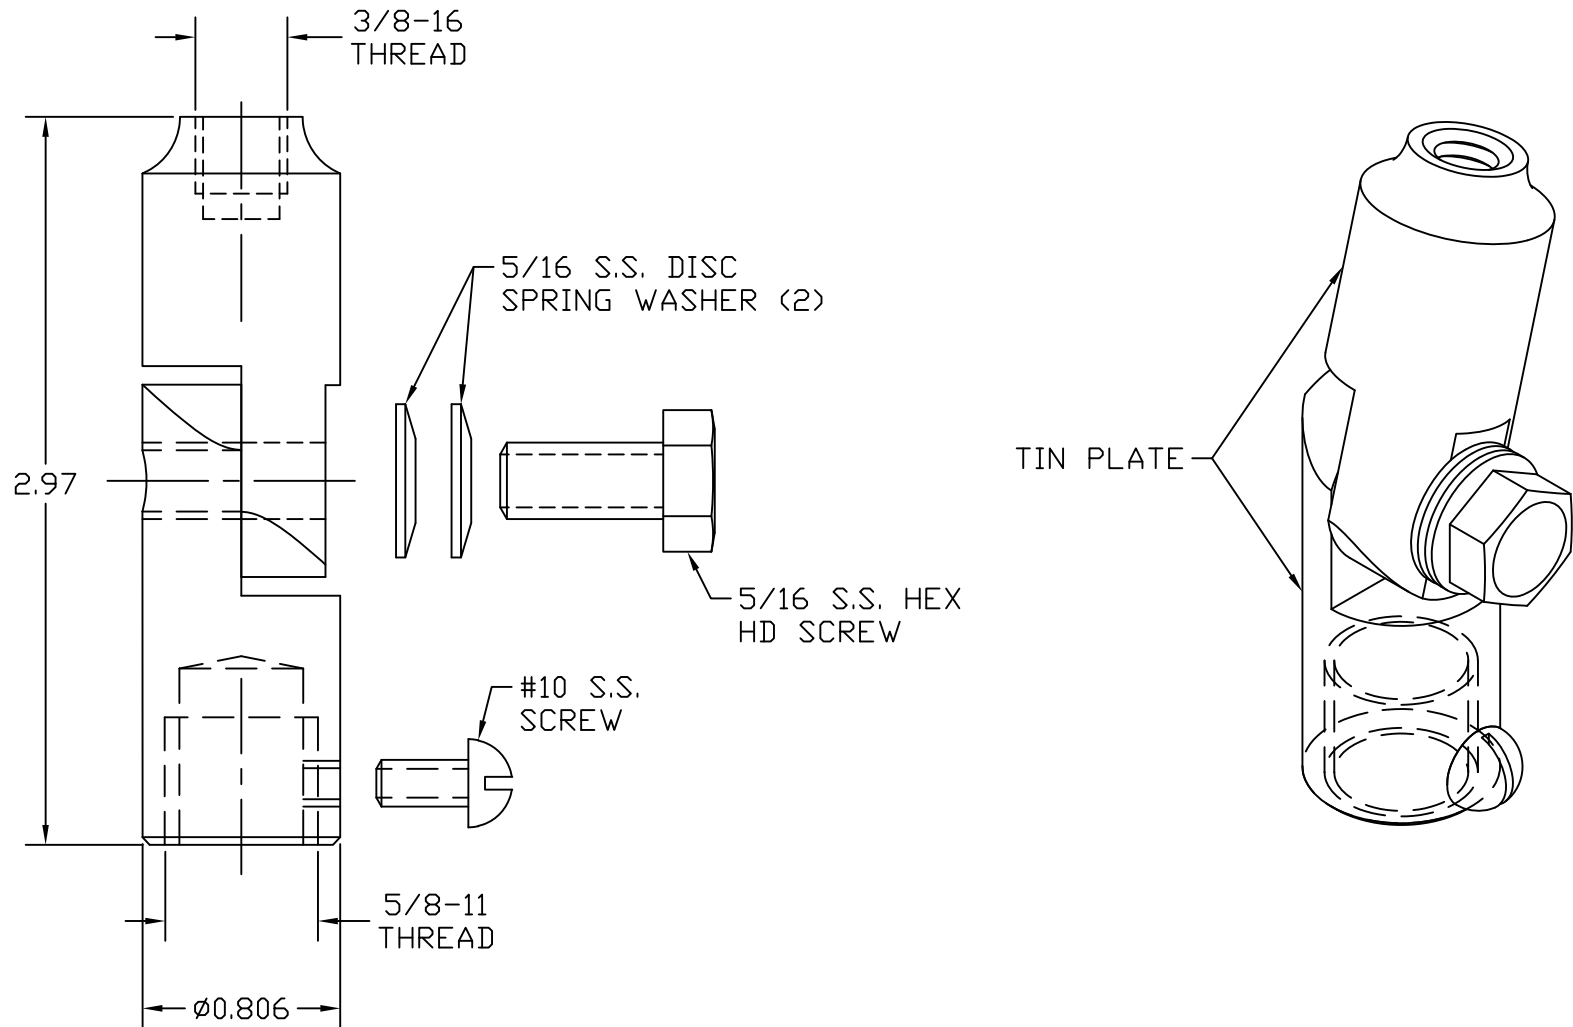 3/8-16
THREAD
5/16 S.S. DISC
SPRING WASHER (2)
2.97
TIN PLATE
5/16 S.S. HEX
HD SCREW
#10 S.S.
SCREW
5/8-11
THREAD
Ø0.806